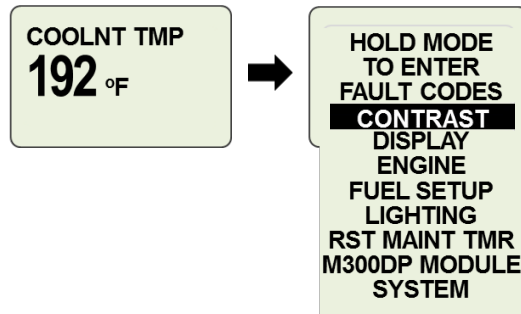 COOLNT TMP
192 °F
HOLD MODE
TO ENTER
FAULT CODES
CONTRAST
DISPLAY
ENGINE
FUEL SETUP
LIGHTING
RST MAINT TMR
M300DP MODULE
SYSTEM